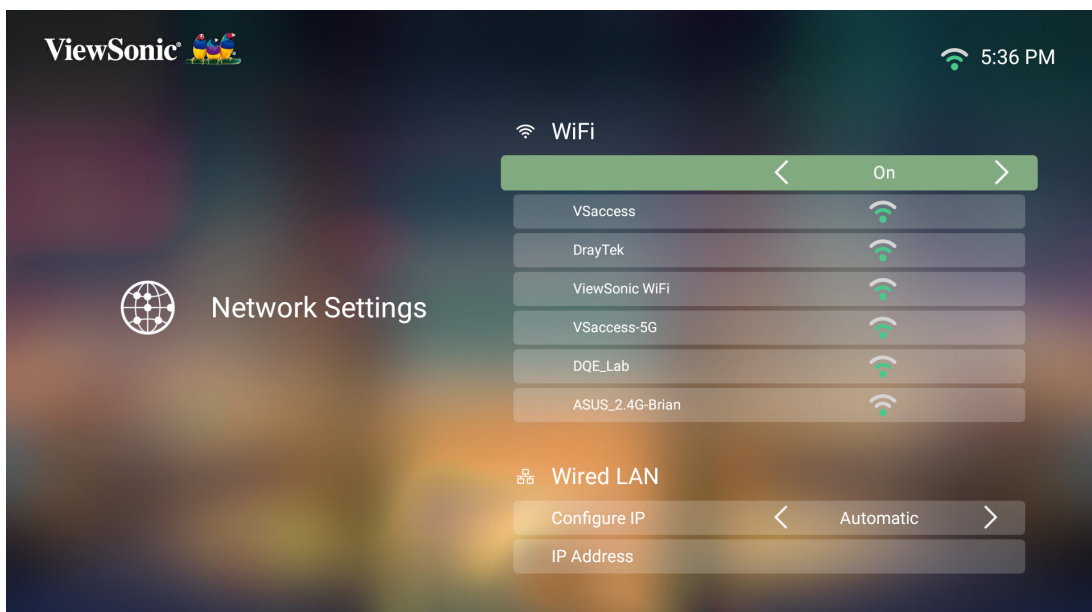 ViewSonic®
5:36 PM
WiFi
On
VSaccess
DrayTek
ViewSonic WiFi
Network Settings
VSaccess-5G
DQE_Lab
ASUS_2.4G-Brian
Wired LAN
Configure IP Automatic
IP Address